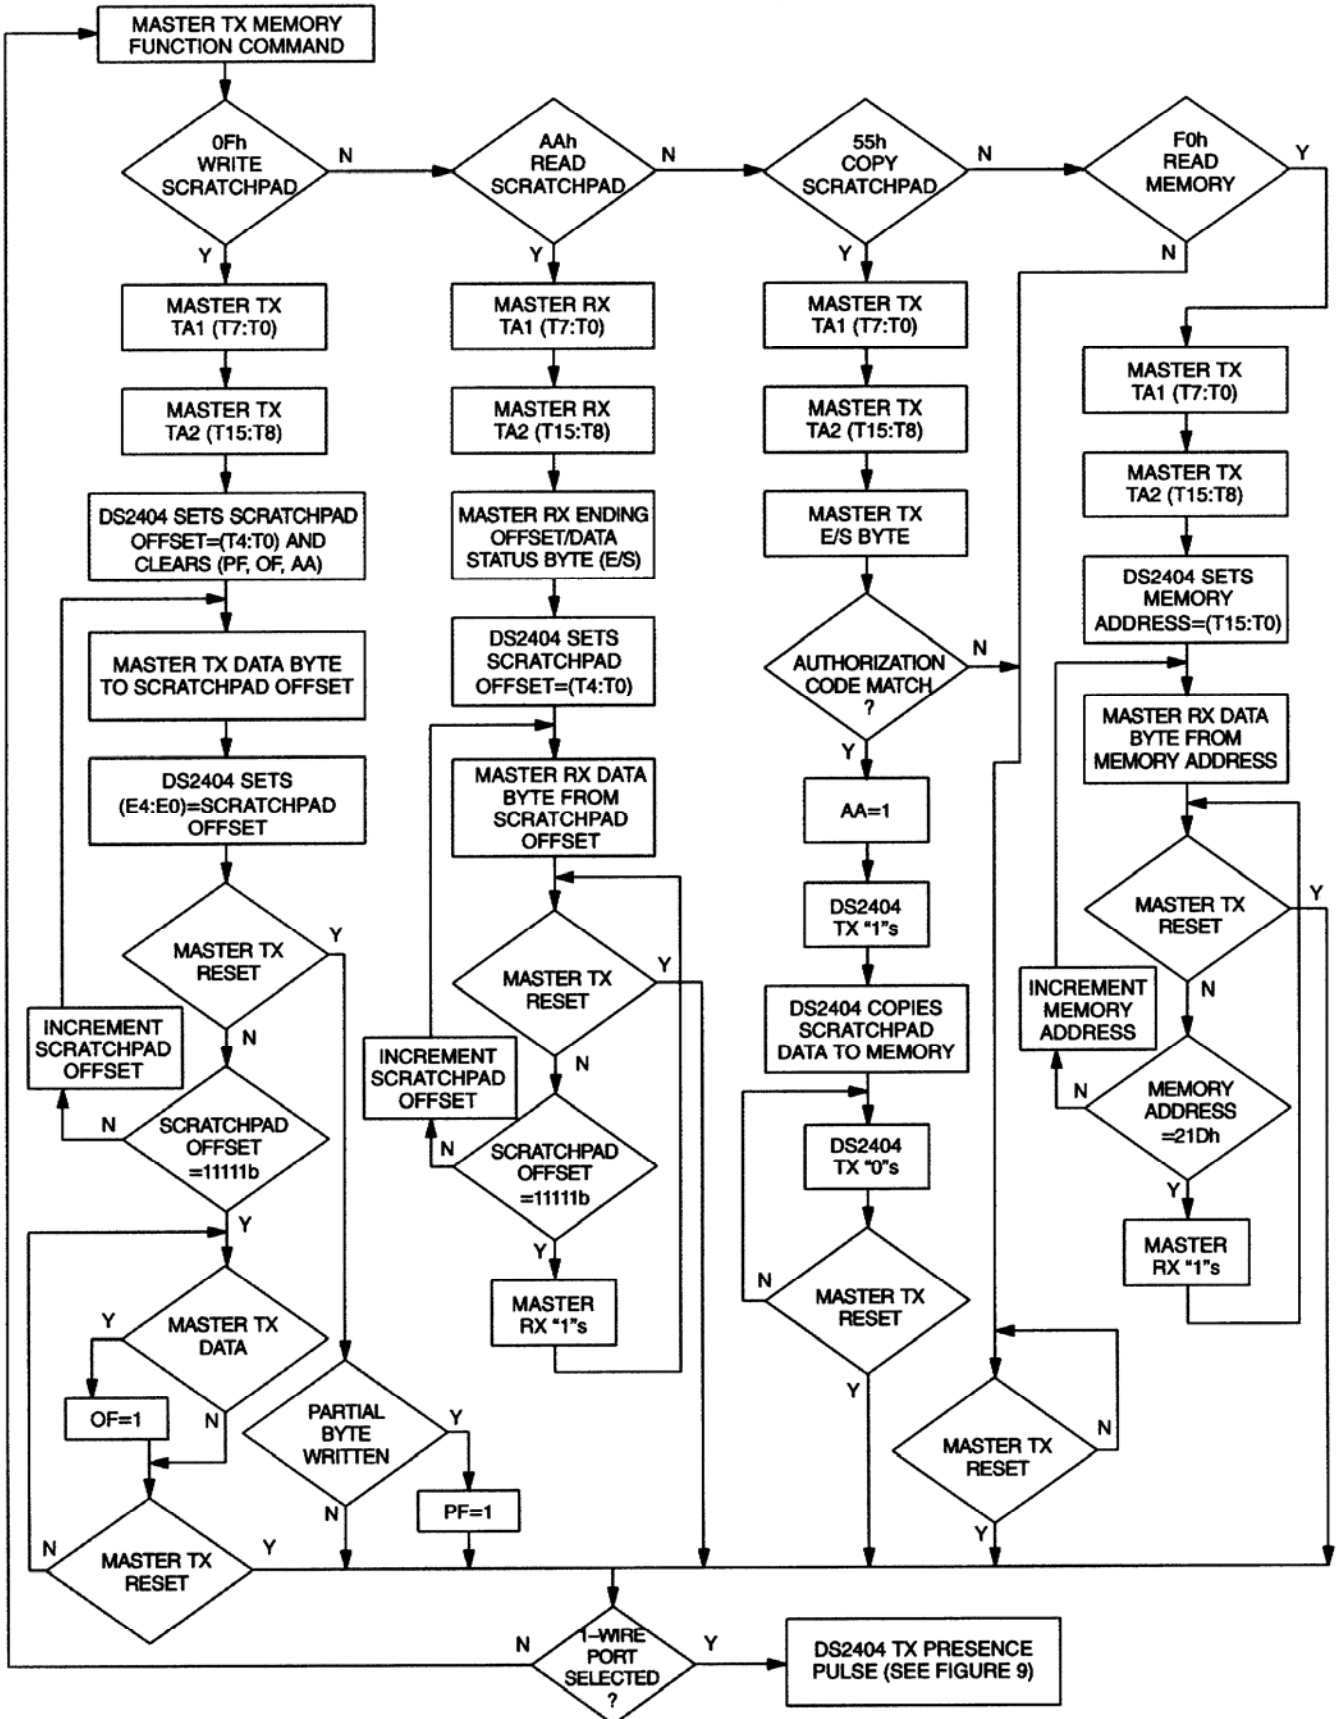 MASTER TX MEMORY
FUNCTION COMMAND
0Fh
WRITE
SCRATCHPAD
N
Y
AAh
READ
SCRATCHPAD
N
Y
55h
COPY
SCRATCHPAD
N
Y
F0h
READ
MEMORY
Y
N
MASTER TX
TA1 (T7:T0)
MASTER TX
TA2 (T15:T8)
DS2404 SETS SCRATCHPAD
OFFSET=(T4:T0) AND
CLEARS (PF, OF, AA)
MASTER TX DATA BYTE
TO SCRATCHPAD OFFSET
DS2404 SETS
(E4:E0)=SCRATCHPAD
OFFSET
MASTER TX
RESET
Y
N
INCREMENT
SCRATCHPAD
OFFSET
N
SCRATCHPAD
OFFSET
=11111b
Y
MASTER TX
DATA
Y
N
OF=1
MASTER TX
RESET
N
Y
PARTIAL
BYTE
WRITTEN
Y
N
PF=1
MASTER RX
TA1 (T7:T0)
MASTER RX
TA2 (T15:T8)
MASTER RX ENDING
OFFSET/DATA
STATUS BYTE (E/S)
DS2404 SETS
SCRATCHPAD
OFFSET=(T4:T0)
MASTER RX DATA
BYTE FROM
SCRATCHPAD
OFFSET
MASTER TX
RESET
Y
N
INCREMENT
SCRATCHPAD
OFFSET
N
SCRATCHPAD
OFFSET
=11111b
Y
MASTER
RX "1"s
MASTER TX
TA1 (T7:T0)
MASTER TX
TA2 (T15:T8)
MASTER TX
E/S BYTE
AUTHORIZATION
CODE MATCH
?
N
Y
AA=1
DS2404
TX "1"s
DS2404 COPIES
SCRATCHPAD
DATA TO MEMORY
DS2404
TX "0"s
MASTER TX
RESET
N
Y
MASTER TX
RESET
N
Y
MASTER TX
TA1 (T7:T0)
MASTER TX
TA2 (T15:T8)
DS2404 SETS
MEMORY
ADDRESS=(T15:T0)
MASTER RX DATA
BYTE FROM
MEMORY ADDRESS
MASTER TX
RESET
Y
N
INCREMENT
MEMORY
ADDRESS
N
MEMORY
ADDRESS
=21Dh
Y
MASTER
RX "1"s
1–WIRE
PORT
SELECTED
?
N
Y
DS2404 TX PRESENCE
PULSE (SEE FIGURE 9)